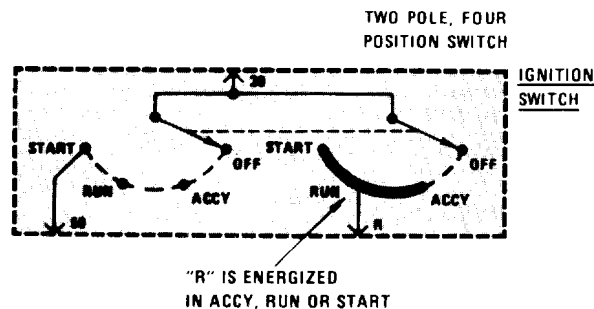 TWO POLE, FOUR
POSITION SWITCH
IGNITION
SWITCH
30
START
OFF
RUN
ACCY
50
START
OFF
RUN
ACCY
R
"R" IS ENERGIZED
IN ACCY, RUN OR START